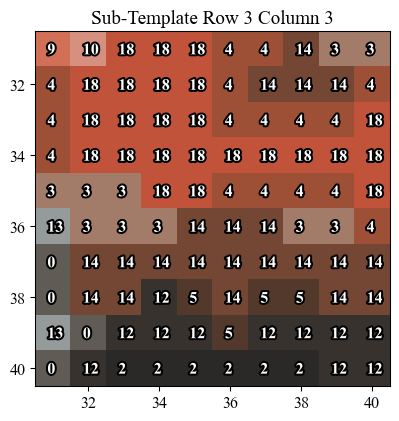 Sub-Template Row 3 Column 3
9 10 18 18 18 4 4 14 3 3
32 4 18 18 18 18 4 14 14 14 4
4 18 18 18 18 4 4 4 4 18
34 4 18 18 18 18 18 18 18 18 18
3 3 3 18 18 4 4 4 4 18
36 13 3 3 3 14 14 14 3 3 4
0 14 14 14 14 14 14 14 14 14
38 0 14 14 12 5 14 5 5 14 14
13 0 12 12 12 5 12 12 12 12
40 0 12 2 2 2 2 2 2 12 12
32 34 36 38 40